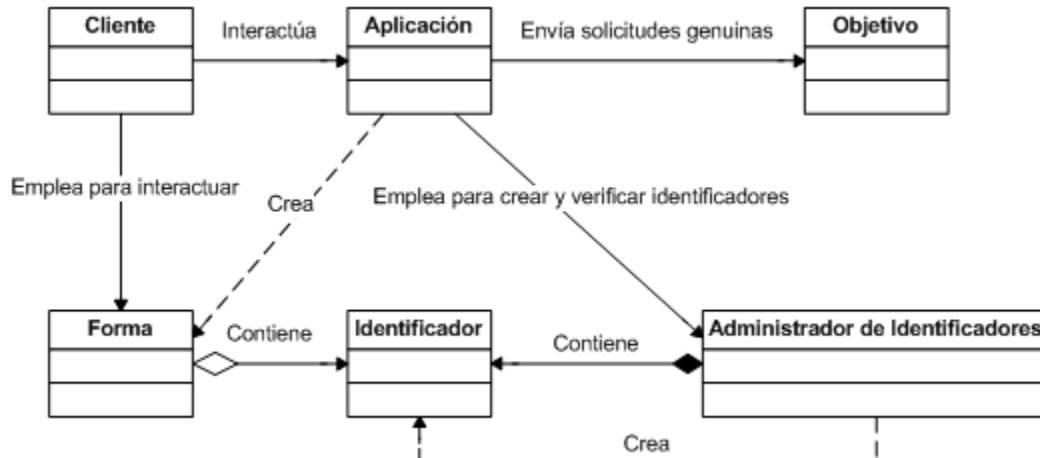 Cliente
Interactúa
Aplicación
Envía solicitudes genuinas
Objetivo
Emplea para interactuar
Crea
Emplea para crear y verificar identificadores
Forma
Contiene
Identificador
Contiene
Administrador de Identificadores
Crea